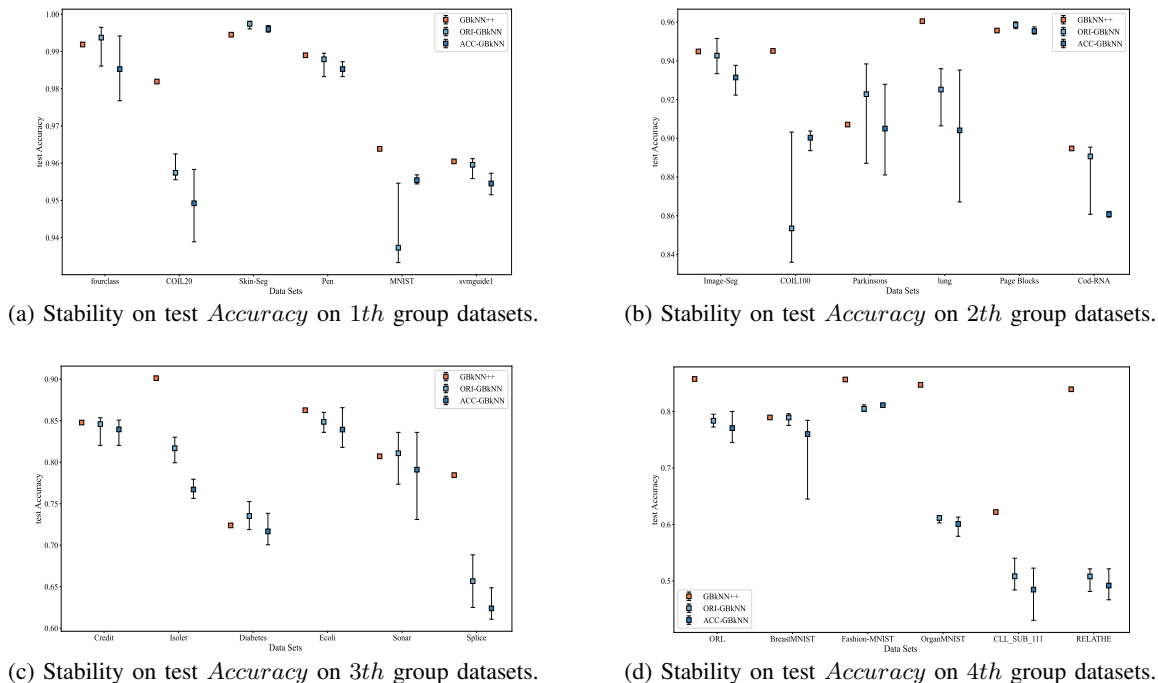 1.00
0.99
0.98
0.97
0.96
0.95
0.94
test Accuracy
GBkNN++
ORI-GBkNN
ACC-GBkNN
fourclass COIL20 Skin-Seg Pen MNIST svmguide1
Data Sets
(a) Stability on test Accuracy on 1th group datasets.
0.96
0.94
0.92
0.90
0.88
0.86
0.84
test Accuracy
GBkNN++
ORI-GBkNN
ACC-GBkNN
Image-Seg COIL100 Parkinsons lung Page Blocks Cod-RNA
Data Sets
(b) Stability on test Accuracy on 2th group datasets.
0.90
0.85
0.80
0.75
0.70
0.65
0.60
test Accuracy
GBkNN++
ORI-GBkNN
ACC-GBkNN
Credit Isolet Diabetes Ecoli Sonar Splice
Data Sets
(c) Stability on test Accuracy on 3th group datasets.
0.8
0.7
0.6
0.5
test Accuracy
GBkNN++
ORI-GBkNN
ACC-GBkNN
ORL BreastMNIST Fashion-MNIST OrganMNIST CLL_SUB_111 RELATHE
Data Sets
(d) Stability on test Accuracy on 4th group datasets.